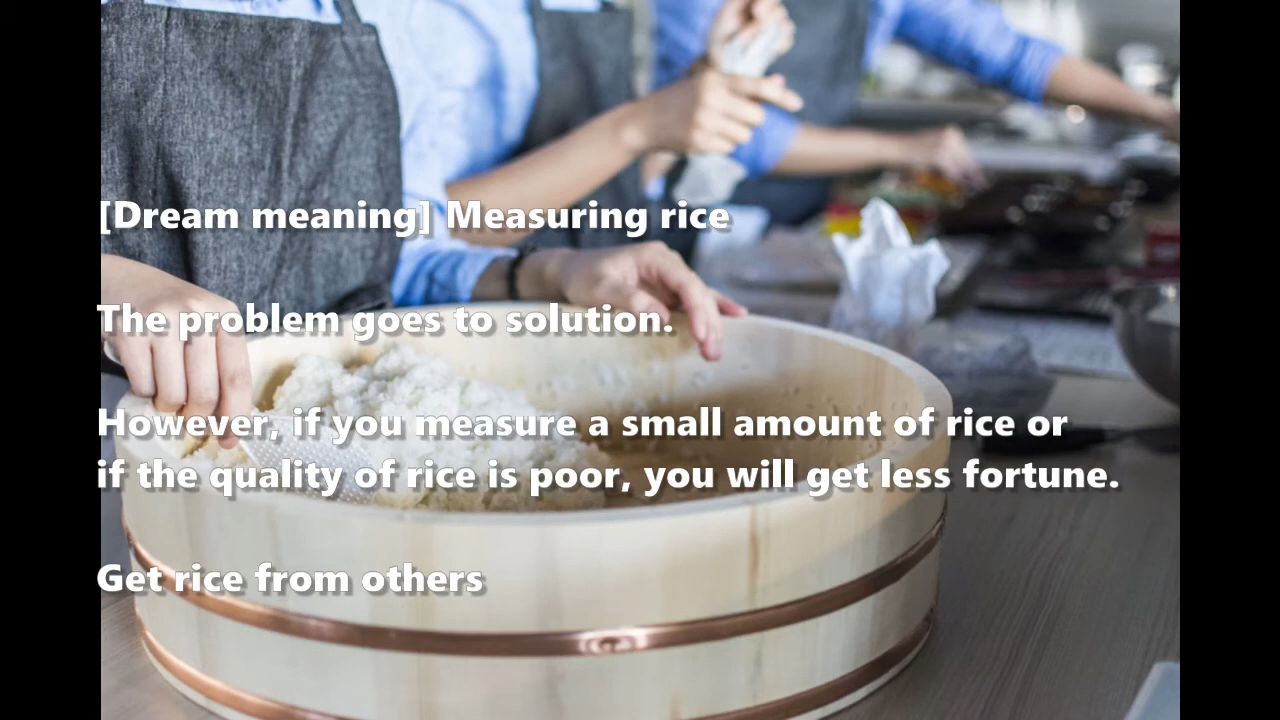 [Dream meaning] Measuring rice
The problem goes to solution.
However, if you measure a small amount of rice or
if the quality of rice is poor, you will get less fortune.
Get rice from others